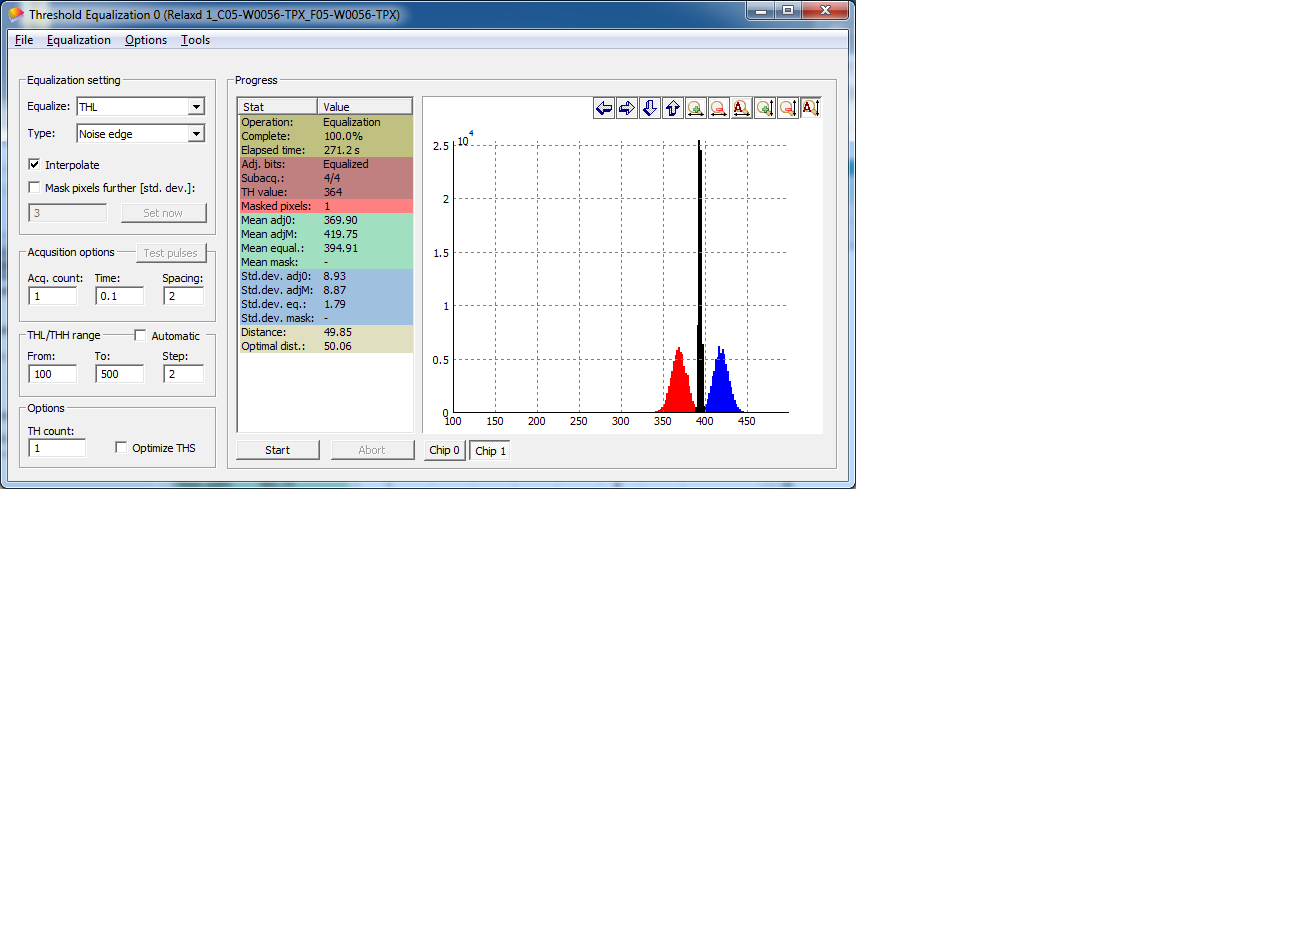 Threshold Equalization 0 (Relaxd 1_C05-W0056-TPX_F05-W0056-TPX)
File Equalization Options Tools
Equalization setting
Equalize: THL
Type: Noise edge
Interpolate
Mask pixels further [std. dev.]:
3 Set now
Acqusition options Test pulses
Acq. count: Time: Spacing:
1 0.1 2
THL/THH range Automatic
From: To: Step:
100 500 2
Options
TH count:
1 Optimize THS
Progress
Stat Value
Operation: Equalization
Complete: 100.0%
Elapsed time: 271.2 s
Adj. bits: Equalized
Subacq.: 4/4
TH value: 364
Masked pixels: 1
Mean adj0: 369.90
Mean adjM: 419.75
Mean equal.: 394.91
Mean mask: -
Std.dev. adj0: 8.93
Std.dev. adjM: 8.87
Std.dev. eq.: 1.79
Std.dev. mask: -
Distance: 49.85
Optimal dist.: 50.06
Start Abort
A A
10^4
2.5
2
1.5
1
0.5
0
100 150 200 250 300 350 400 450
Chip 0 Chip 1